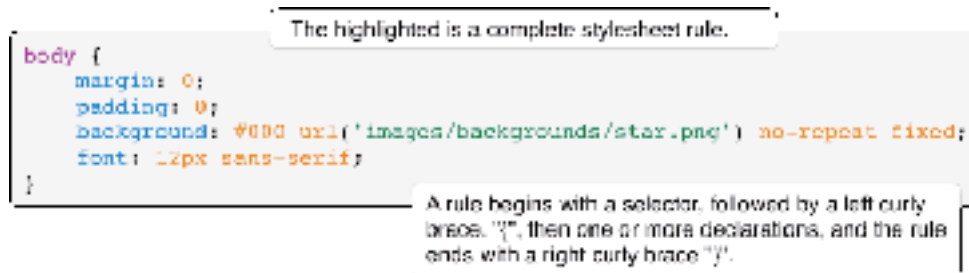 The highlighted is a complete stylesheet rule.
body {
margin: 0;
padding: 0;
background: #000 url('images/backgrounds/star.png') no-repeat fixed;
font: 12px sans-serif;
}
A rule begins with a selector, followed by a left curly
brace, "{", then one or more declarations, and the rule
ends with a right curly brace "}".